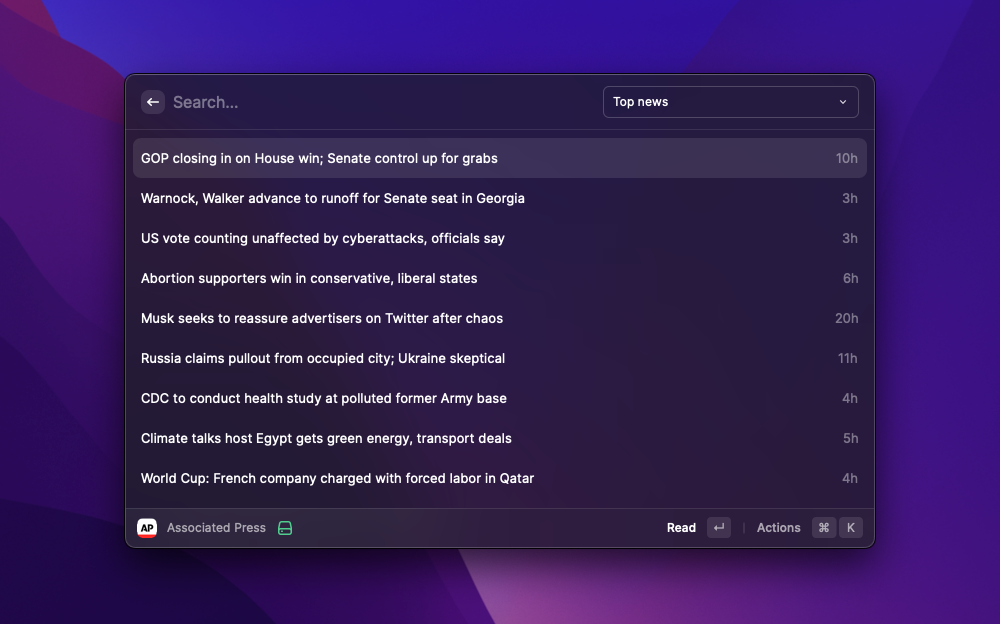 Search...
Top news
GOP closing in on House win; Senate control up for grabs 10h
Warnock, Walker advance to runoff for Senate seat in Georgia 3h
US vote counting unaffected by cyberattacks, officials say 3h
Abortion supporters win in conservative, liberal states 6h
Musk seeks to reassure advertisers on Twitter after chaos 20h
Russia claims pullout from occupied city; Ukraine skeptical 11h
CDC to conduct health study at polluted former Army base 4h
Climate talks host Egypt gets green energy, transport deals 5h
World Cup: French company charged with forced labor in Qatar 4h
AP Associated Press Read ↵ Actions ⌘ K